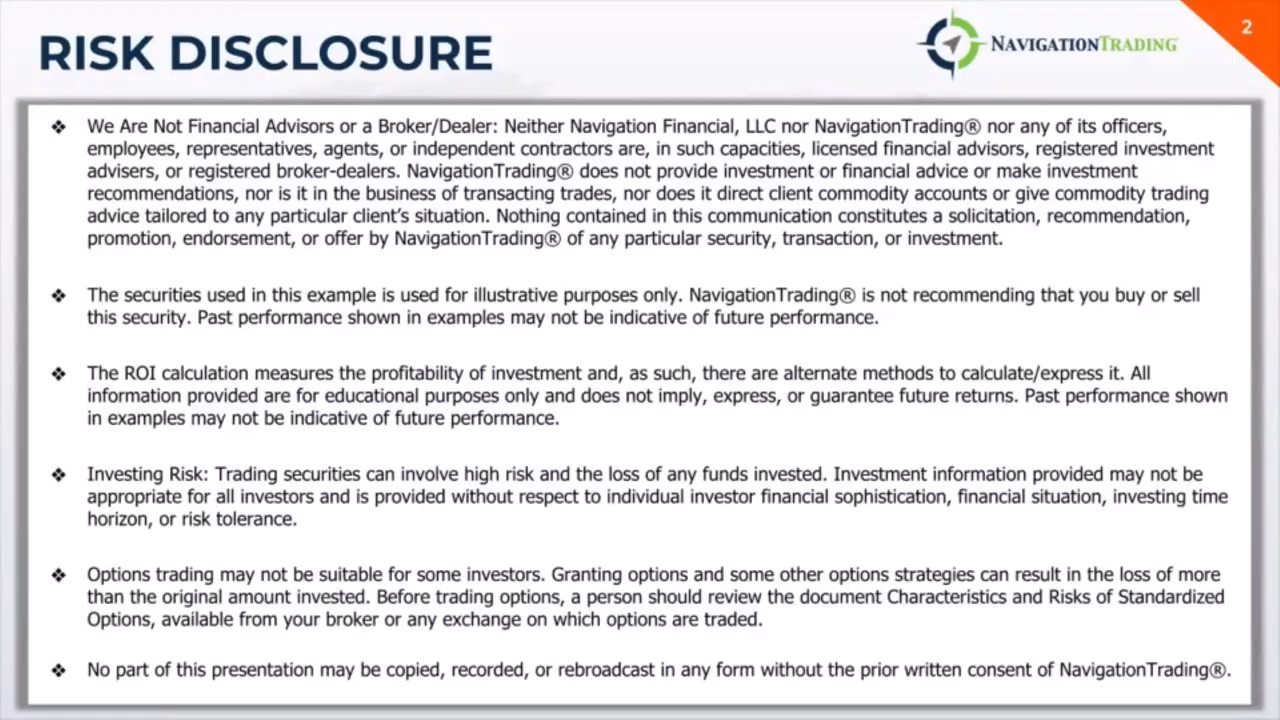 RISK DISCLOSURE
NAVIGATIONTRADING®
2
❖ We Are Not Financial Advisors or a Broker/Dealer: Neither Navigation Financial, LLC nor NavigationTrading® nor any of its officers,
employees, representatives, agents, or independent contractors are, in such capacities, licensed financial advisors, registered investment
advisers, or registered broker-dealers. NavigationTrading® does not provide investment or financial advice or make investment
recommendations, nor is it in the business of transacting trades, nor does it direct client commodity accounts or give commodity trading
advice tailored to any particular client's situation. Nothing contained in this communication constitutes a solicitation, recommendation,
promotion, endorsement, or offer by NavigationTrading® of any particular security, transaction, or investment.
❖ The securities used in this example is used for illustrative purposes only. NavigationTrading® is not recommending that you buy or sell
this security. Past performance shown in examples may not be indicative of future performance.
❖ The ROI calculation measures the profitability of investment and, as such, there are alternate methods to calculate/express it. All
information provided are for educational purposes only and does not imply, express, or guarantee future returns. Past performance shown
in examples may not be indicative of future performance.
❖ Investing Risk: Trading securities can involve high risk and the loss of any funds invested. Investment information provided may not be
appropriate for all investors and is provided without respect to individual investor financial sophistication, financial situation, investing time
horizon, or risk tolerance.
❖ Options trading may not be suitable for some investors. Granting options and some other options strategies can result in the loss of more
than the original amount invested. Before trading options, a person should review the document Characteristics and Risks of Standardized
Options, available from your broker or any exchange on which options are traded.
❖ No part of this presentation may be copied, recorded, or rebroadcast in any form without the prior written consent of NavigationTrading®.